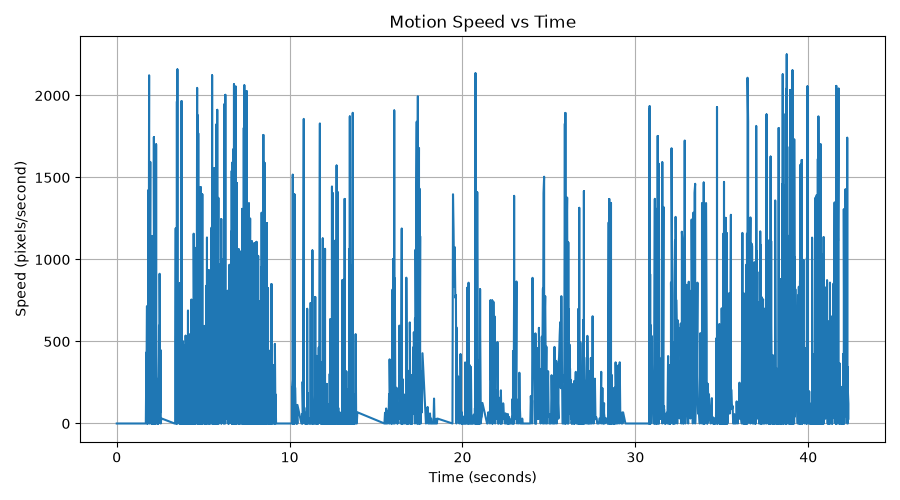 Motion Speed vs Time
Speed (pixels/second)
2000
1500
1000
500
0
0 10 20 30 40
Time (seconds)